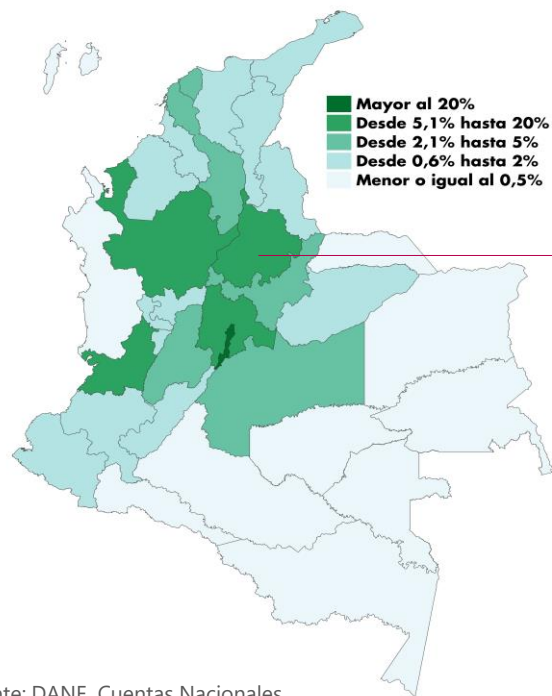 Mayor al 20%
Desde 5,1% hasta 20%
Desde 2,1% hasta 5%
Desde 0,6% hasta 2%
Menor o igual al 0,5%
nte: DANE, Cuentas Nacionales